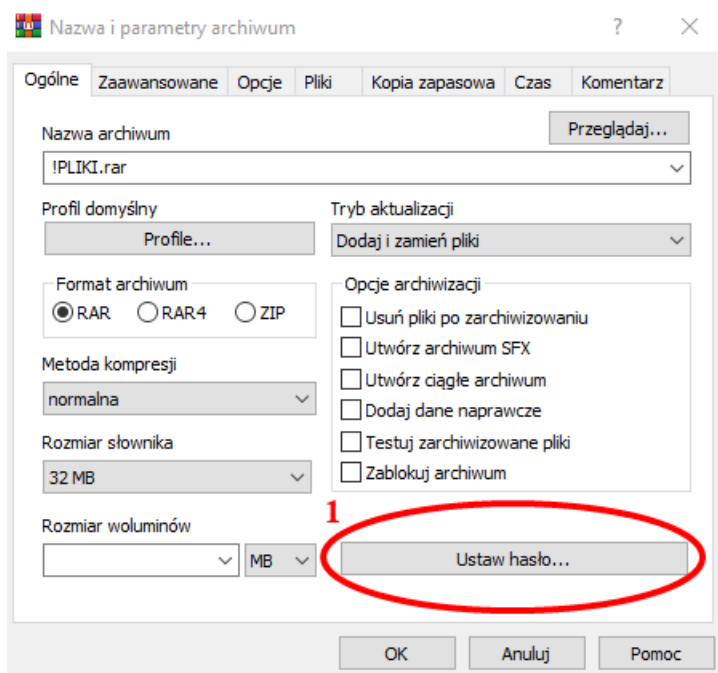 Nazwa i parametry archiwum ?
Ogólne Zaawansowane Opcje Pliki Kopia zapasowa Czas Komentarz
Nazwa archiwum
Przeglądaj...
!PLIKI.rar
Profil domyślny
Profile...
Tryb aktualizacji
Dodaj i zamień pliki
Format archiwum
RAR RAR4 ZIP
Metoda kompresji
normalna
Rozmiar słownika
32 MB
Opcje archiwizacji
Usuń pliki po zarchiwizowaniu
Utwórz archiwum SFX
Utwórz ciągłe archiwum
Dodaj dane naprawcze
Testuj zarchiwizowane pliki
Zablokuj archiwum
Rozmiar woluminów
MB
1
Ustaw hasło...
OK Anuluj Pomoc